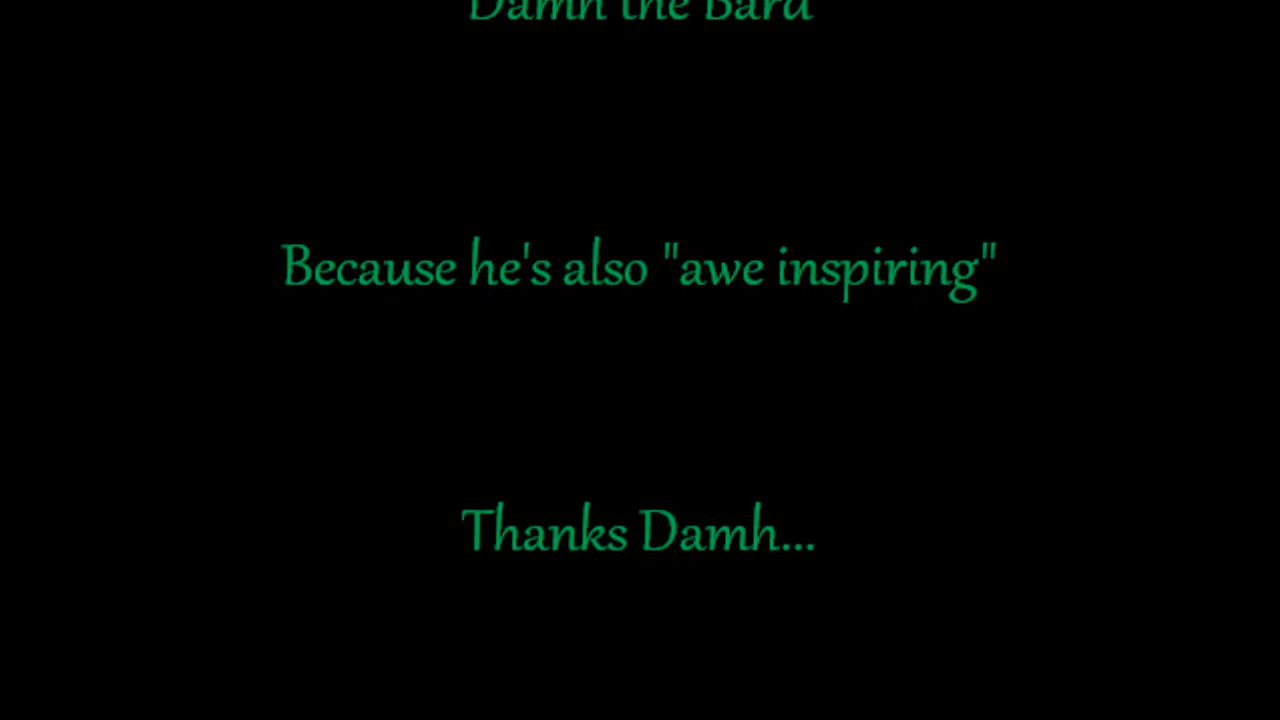 Damh the Bard
Because he's also "awe inspiring"
Thanks Damh...